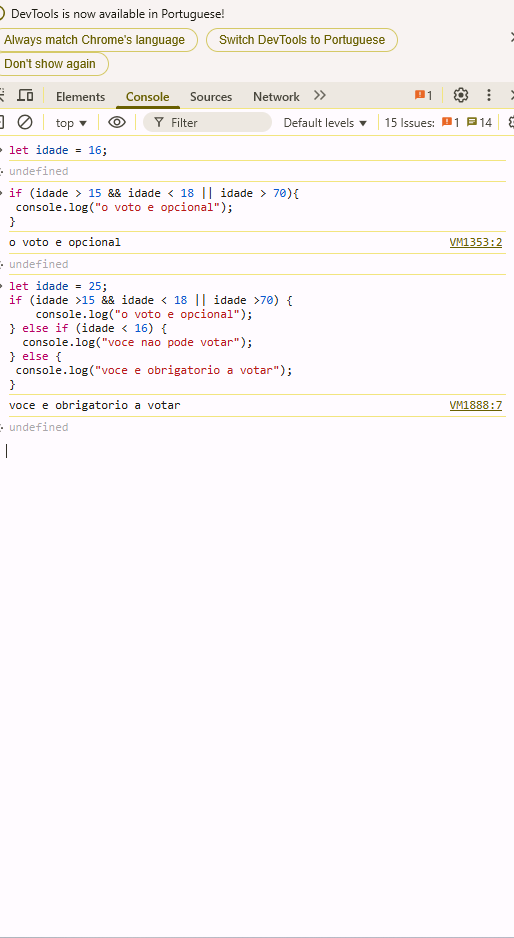 DevTools is now available in Portuguese!
Always match Chrome's language Switch DevTools to Portuguese
Don't show again
Elements Console Sources Network 1
top Filter Default levels 15 Issues: 1 14
let idade = 16;
undefined
if (idade > 15 && idade < 18 || idade > 70){
 console.log("o voto e opcional");
}
o voto e opcional VM1353:2
undefined
let idade = 25;
if (idade >15 && idade < 18 || idade >70) {
    console.log("o voto e opcional");
} else if (idade < 16) {
  console.log("voce nao pode votar");
} else {
 console.log("voce e obrigatorio a votar");
}
voce e obrigatorio a votar VM1888:7
undefined